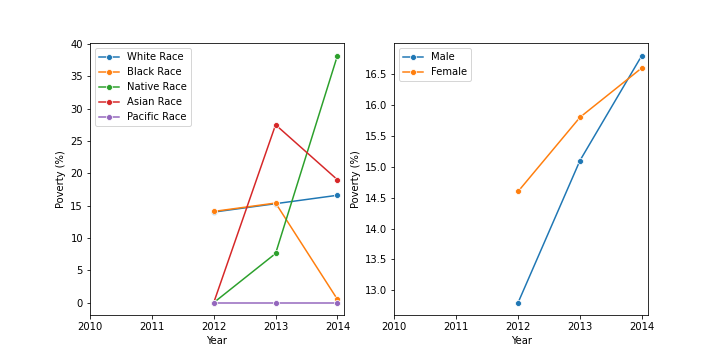 White Race
Black Race
Native Race
Asian Race
Pacific Race
Poverty (%)
40
35
30
25
20
15
10
5
0
2010 2011 2012 2013 2014
Year
Male
Female
Poverty (%)
16.5
16.0
15.5
15.0
14.5
14.0
13.5
13.0
2010 2011 2012 2013 2014
Year